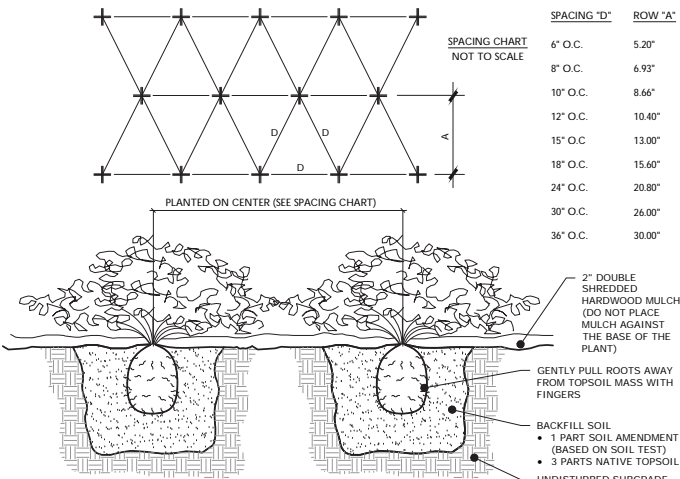 SPACING "D" ROW "A"
SPACING CHART
NOT TO SCALE
6" O.C. 5.20"
8" O.C. 6.93"
10" O.C. 8.66"
12" O.C. 10.40"
15" O.C 13.00"
18" O.C. 15.60"
24" O.C. 20.80"
30" O.C. 26.00"
36" O.C. 30.00"
D D
D
A
PLANTED ON CENTER (SEE SPACING CHART)
2" DOUBLE
SHREDDED
HARDWOOD MULCH
(DO NOT PLACE
MULCH AGAINST
THE BASE OF THE
PLANT)
GENTLY PULL ROOTS AWAY
FROM TOPSOIL MASS WITH
FINGERS
BACKFILL SOIL
• 1 PART SOIL AMENDMENT
(BASED ON SOIL TEST)
• 3 PARTS NATIVE TOPSOIL
UNDISTURBED SUBGRADE